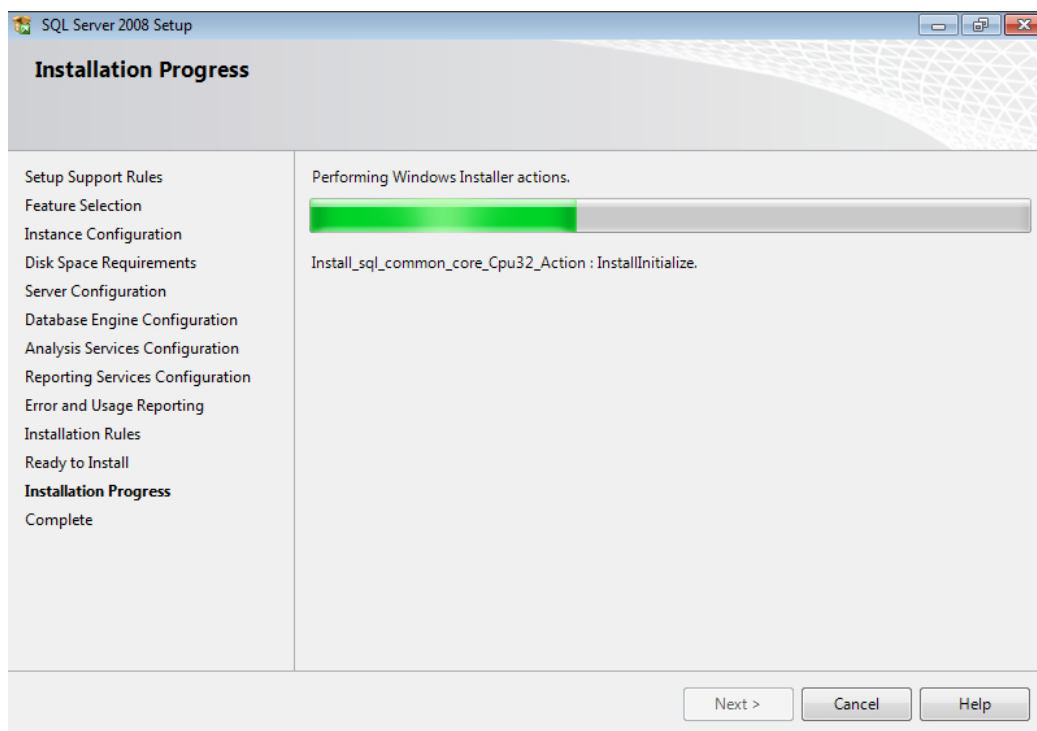 SQL Server 2008 Setup
Installation Progress
Setup Support Rules
Feature Selection
Instance Configuration
Disk Space Requirements
Server Configuration
Database Engine Configuration
Analysis Services Configuration
Reporting Services Configuration
Error and Usage Reporting
Installation Rules
Ready to Install
Installation Progress
Complete
Performing Windows Installer actions.
Install_sql_common_core_Cpu32_Action : InstallInitialize.
Next >
Cancel
Help